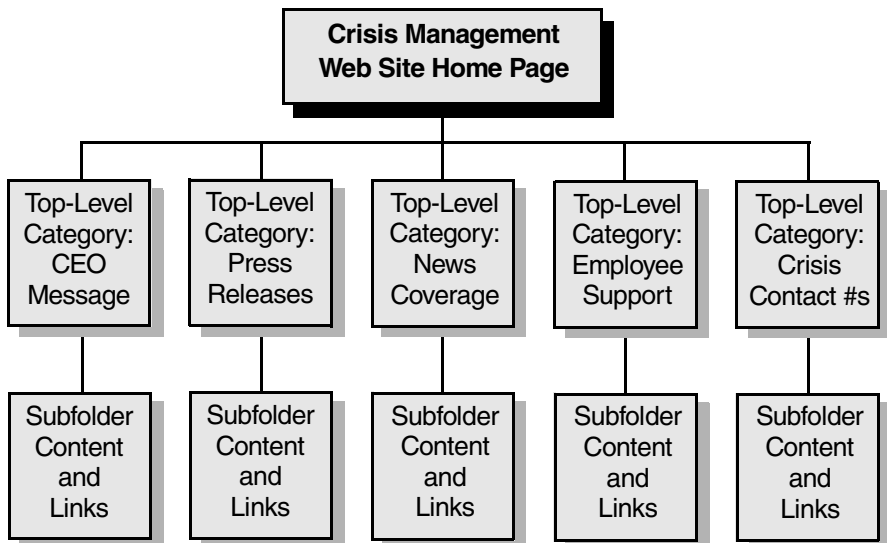 Crisis Management
Web Site Home Page
Top-Level
Category:
CEO
Message
Top-Level
Category:
Press
Releases
Top-Level
Category:
News
Coverage
Top-Level
Category:
Employee
Support
Top-Level
Category:
Crisis
Contact #s
Subfolder
Content
and
Links
Subfolder
Content
and
Links
Subfolder
Content
and
Links
Subfolder
Content
and
Links
Subfolder
Content
and
Links